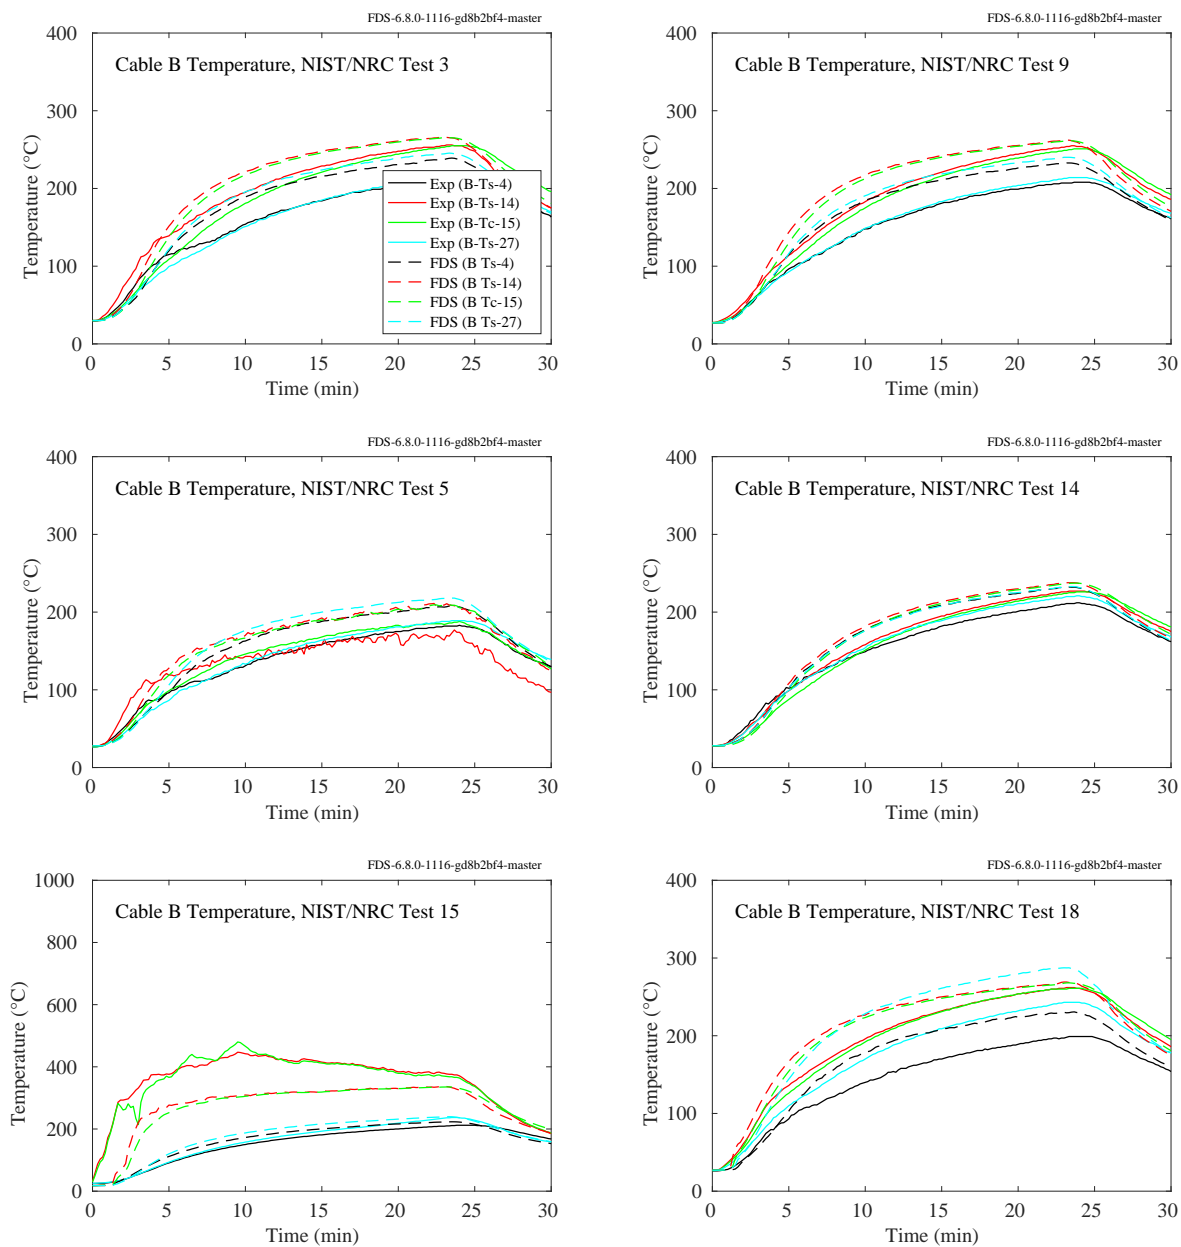 FDS-6.8.0-1116-gd8b2bf4-master
Cable B Temperature, NIST/NRC Test 3
Temperature (°C)
400
300
200
100
0
Exp (B-Ts-4)
Exp (B-Ts-14)
Exp (B-Tc-15)
Exp (B-Ts-27)
FDS (B Ts-4)
FDS (B Ts-14)
FDS (B Tc-15)
FDS (B Ts-27)
0 5 10 15 20 25 30
Time (min)
FDS-6.8.0-1116-gd8b2bf4-master
Cable B Temperature, NIST/NRC Test 9
Temperature (°C)
400
300
200
100
0
0 5 10 15 20 25 30
Time (min)
FDS-6.8.0-1116-gd8b2bf4-master
Cable B Temperature, NIST/NRC Test 5
Temperature (°C)
400
300
200
100
0
0 5 10 15 20 25 30
Time (min)
FDS-6.8.0-1116-gd8b2bf4-master
Cable B Temperature, NIST/NRC Test 14
Temperature (°C)
400
300
200
100
0
0 5 10 15 20 25 30
Time (min)
FDS-6.8.0-1116-gd8b2bf4-master
Cable B Temperature, NIST/NRC Test 15
Temperature (°C)
1000
800
600
400
200
0
0 5 10 15 20 25 30
Time (min)
FDS-6.8.0-1116-gd8b2bf4-master
Cable B Temperature, NIST/NRC Test 18
Temperature (°C)
400
300
200
100
0
0 5 10 15 20 25 30
Time (min)